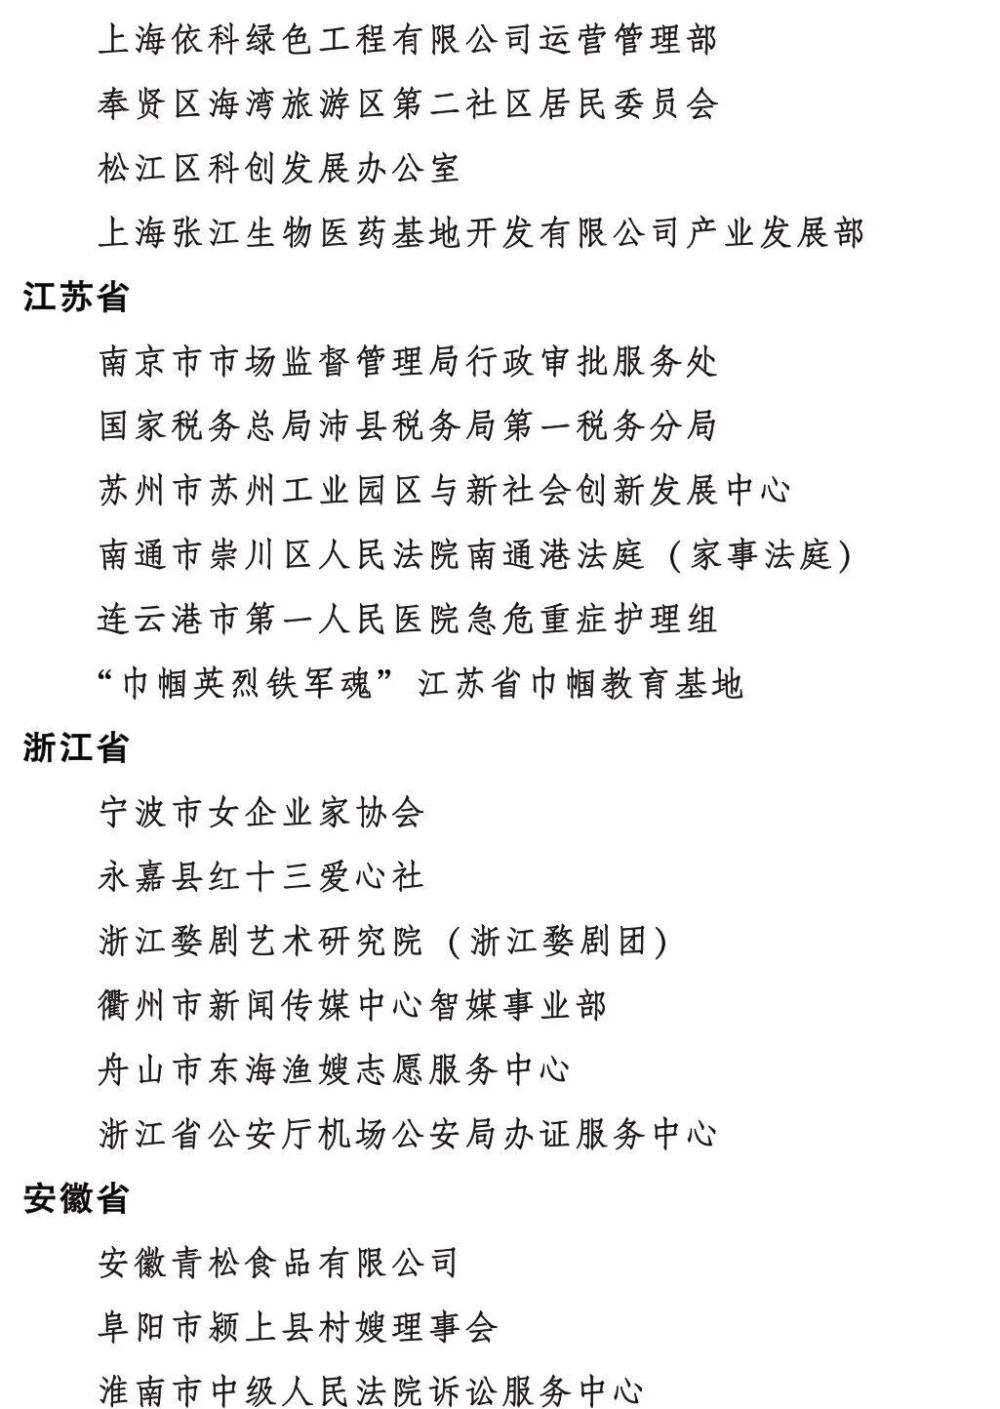 上海依科绿色工程有限公司运营管理部
奉贤区海湾旅游区第二社区居民委员会
松江区科创发展办公室
上海张江生物医药基地开发有限公司产业发展部
江苏省
南京市市场监督管理局行政审批服务处
国家税务总局沛县税务局第一税务分局
苏州市苏州工业园区与新社会创新发展中心
南通市崇川区人民法院南通港法庭（家事法庭）
连云港市第一人民医院急危重症护理组
“巾帼英烈铁军魂”江苏省巾帼教育基地
浙江省
宁波市女企业家协会
永嘉县红十三爱心社
浙江婺剧艺术研究院（浙江婺剧团）
衢州市新闻传媒中心智媒事业部
舟山市东海渔嫂志愿服务中心
浙江省公安厅机场公安局办证服务中心
安徽省
安徽青松食品有限公司
阜阳市颍上县村嫂理事会
淮南市中级人民法院诉讼服务中心